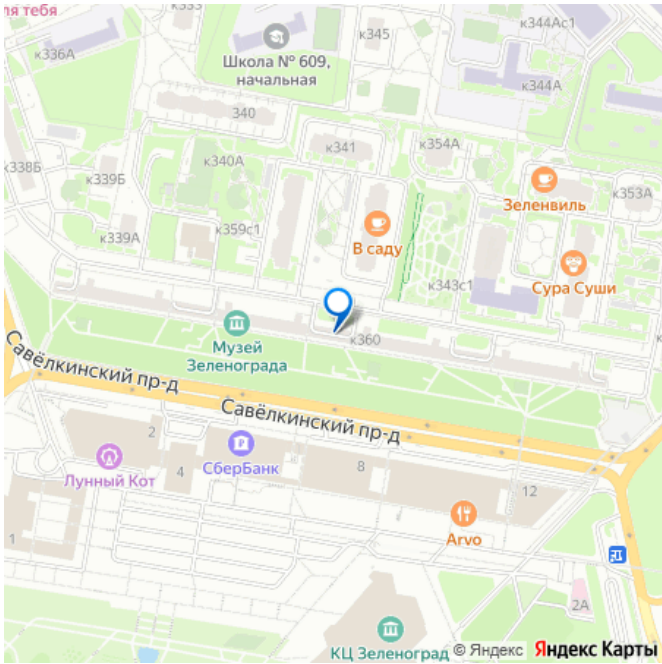 ля тебя
к336А
к345
к344Ас1
Школа № 609,
начальная
к344А
340
к341
к354А
к338Б
к340А
к339Б
Зеленвиль
к353А
к359с1
к339А
В саду
к343с1
Сура Суши
Музей
Зеленограда
к360
Савёлкинский пр-д
Савёлкинский пр-д
2
СберБанк
4
8
Лунный Кот
12
1
Arvo
2А
КЦ Зеленоград
© Яндекс Яндекс Карты